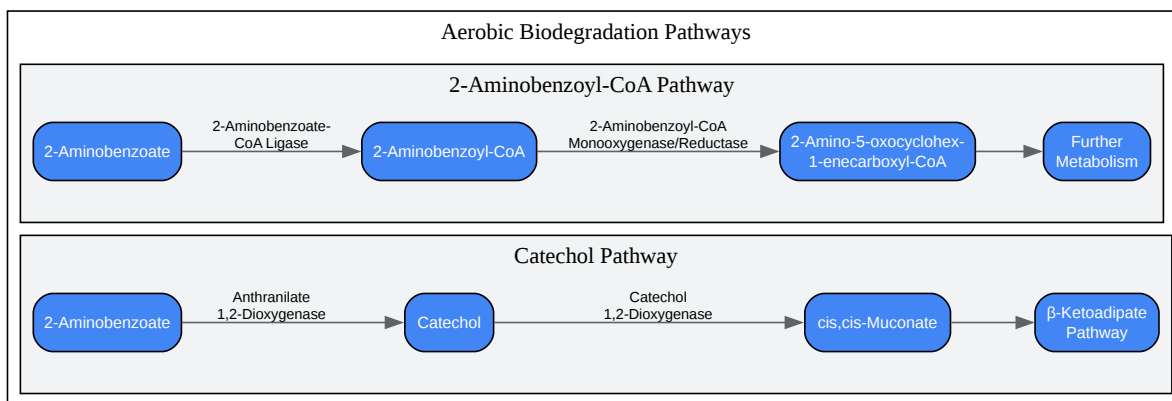 Aerobic Biodegradation Pathways
2-Aminobenzoyl-CoA Pathway
2-Aminobenzoate
2-Aminobenzoate-
CoA Ligase
2-Aminobenzoyl-CoA
2-Aminobenzoyl-CoA
Monooxygenase/Reductase
2-Amino-5-oxocyclohex-
1-enecarboxyl-CoA
Further
Metabolism
Catechol Pathway
2-Aminobenzoate
Anthranilate
1,2-Dioxygenase
Catechol
Catechol
1,2-Dioxygenase
cis,cis-Muconate
β-Ketoadipate
Pathway